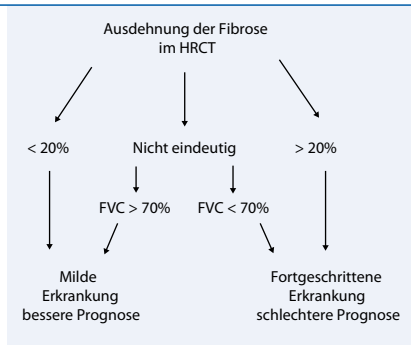 Ausdehnung der Fibrose
im HRCT
< 20%
Nicht eindeutig
> 20%
FVC > 70%
FVC < 70%
Milde
Erkrankung
bessere Prognose
Fortgeschrittene
Erkrankung
schlechtere Prognose